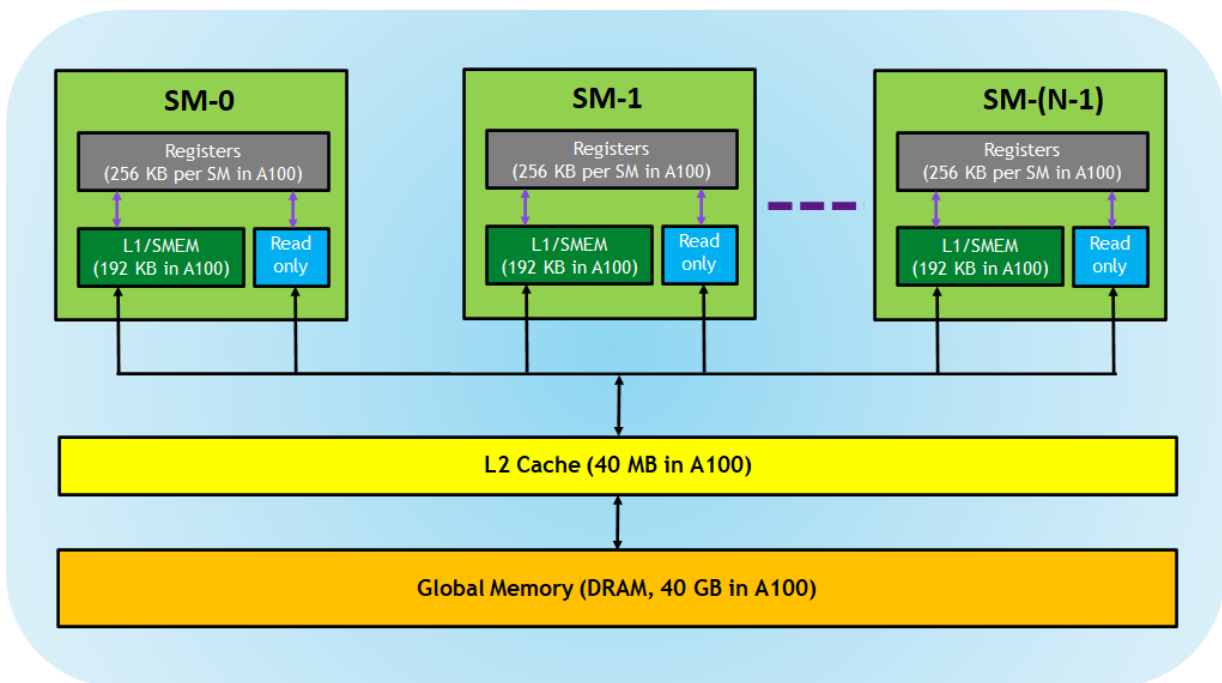 SM-0
Registers
(256 KB per SM in A100)
L1/SMEM
(192 KB in A100)
Read
only
SM-1
Registers
(256 KB per SM in A100)
L1/SMEM
(192 KB in A100)
Read
only
SM-(N-1)
Registers
(256 KB per SM in A100)
L1/SMEM
(192 KB in A100)
Read
only
L2 Cache (40 MB in A100)
Global Memory (DRAM, 40 GB in A100)